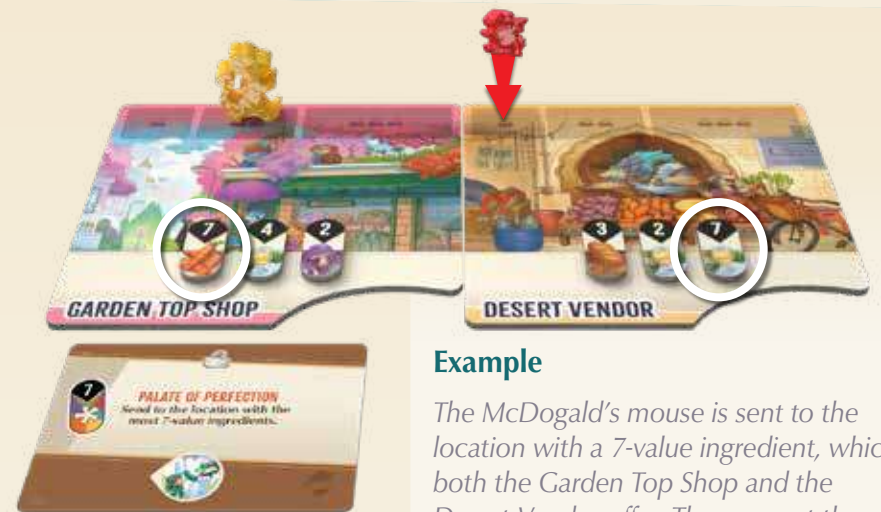 7 4 2
3 2 7
GARDEN TOP SHOP
DESERT VENDOR
7
PALATE OF PERFECTION
Send to the location with the
most 7-value ingredients.
Example
The McDogald's mouse is sent to the
location with a 7-value ingredient, whic
both the Garden Top Shop and the